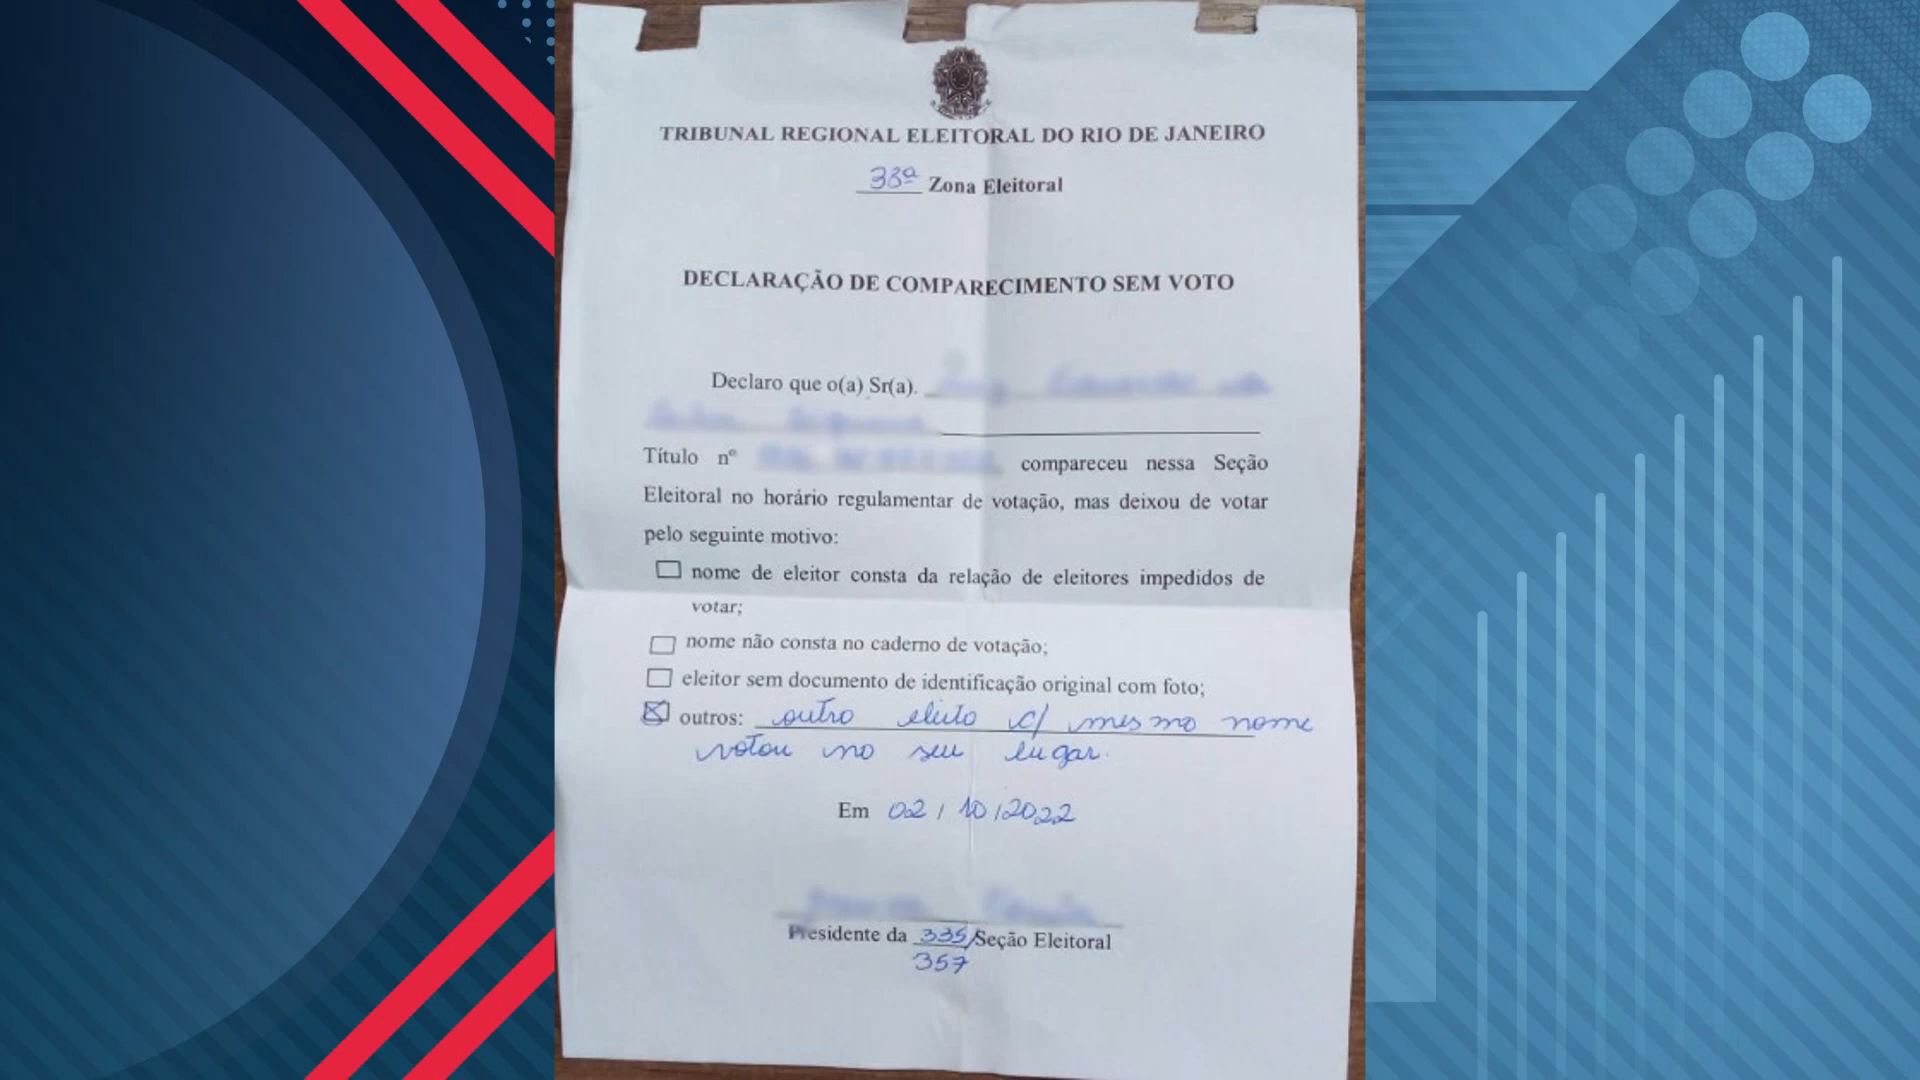 TRIBUNAL REGIONAL ELEITORAL DO RIO DE JANEIRO
38ª Zona Eleitoral
DECLARAÇÃO DE COMPARECIMENTO SEM VOTO
Declaro que o(a) Sr(a).
Título nº compareceu nessa Seção
Eleitoral no horário regulamentar de votação, mas deixou de votar
pelo seguinte motivo:
nome de eleitor consta da relação de eleitores impedidos de
votar;
nome não consta no caderno de votação;
eleitor sem documento de identificação original com foto;
outros: outro eleito c/ mesmo nome
votou no seu lugar.
Em 02/10/2022
Presidente da 335/Seção Eleitoral
357